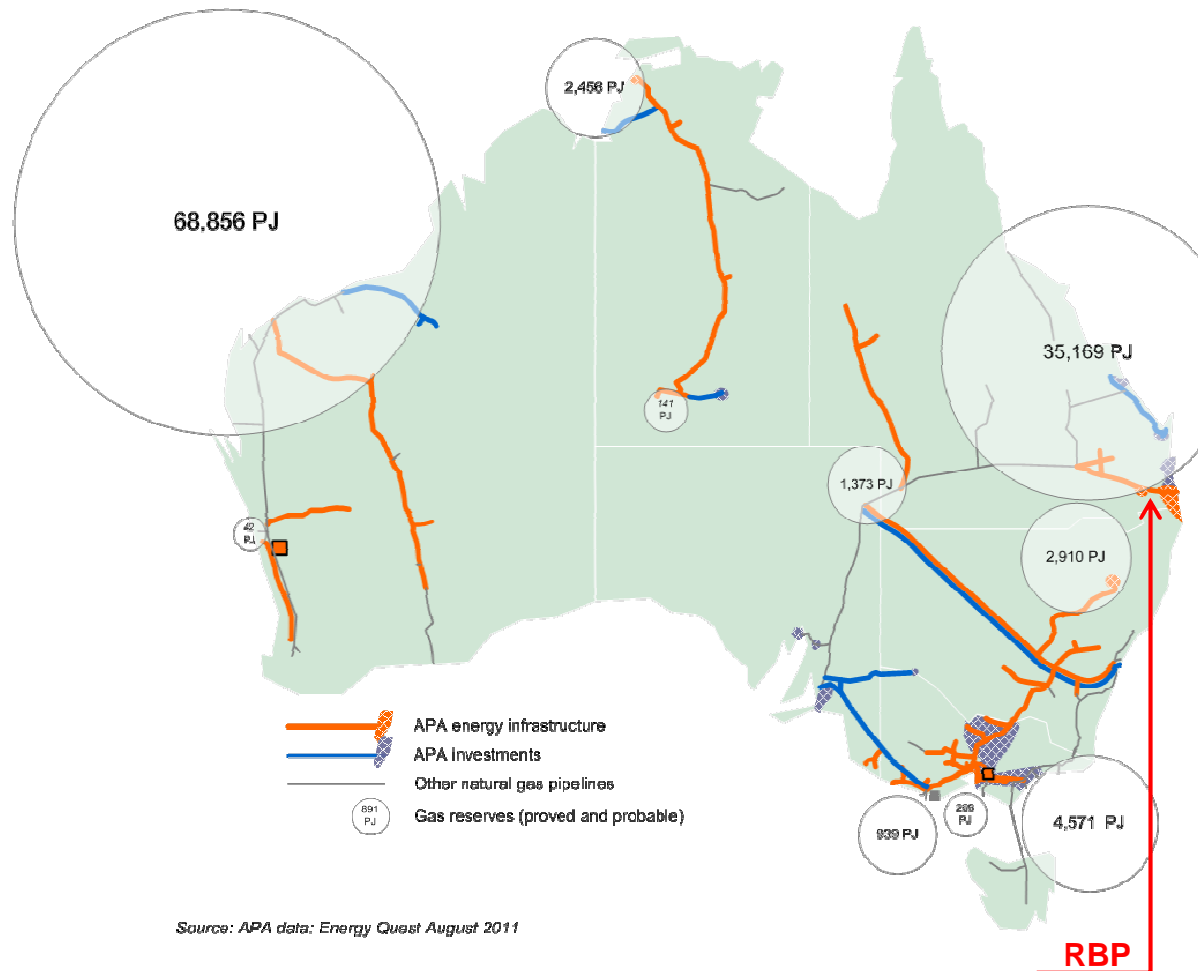 2,456 PJ
68,856 PJ
35,169 PJ
141
PJ
1,373 PJ
PJ
2,910 PJ
APA energy infrastructure
APA investments
Other natural gas pipelines
891
PJ
Gas reserves (proved and probable)
939 PJ
PJ
4,571 PJ
Source: APA data; Energy Quest August 2011
RBP